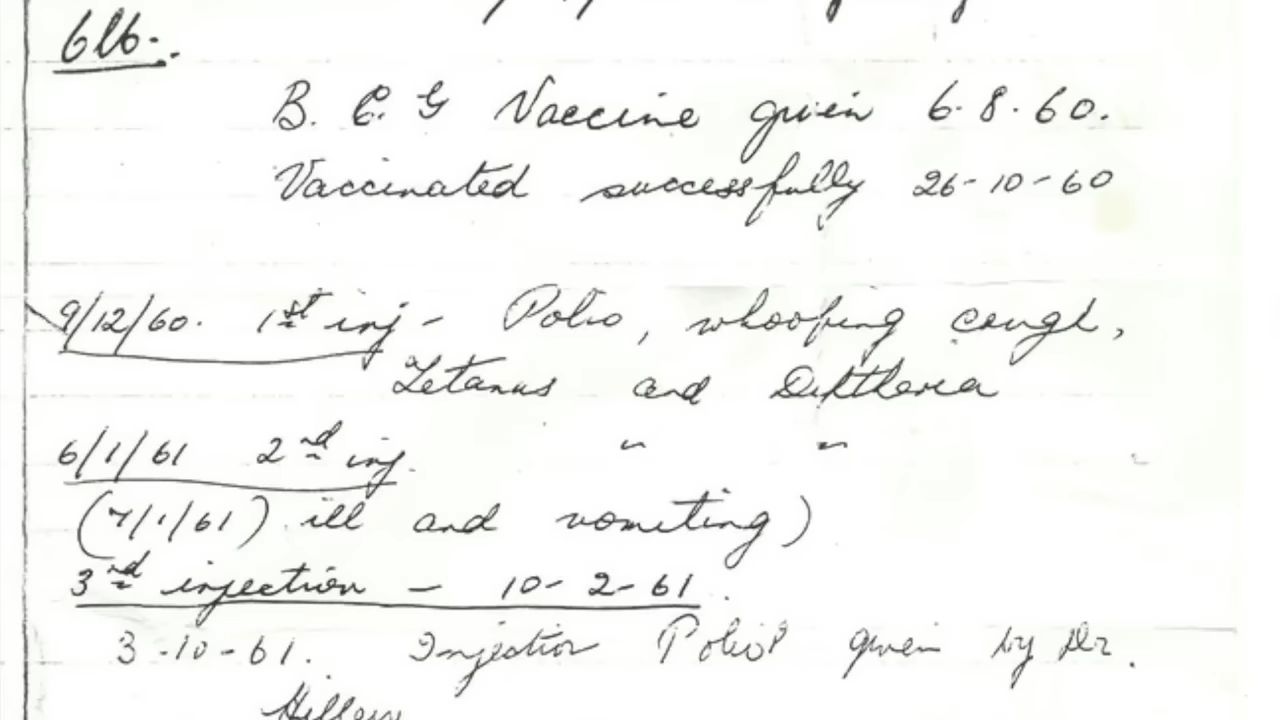 6lb.
B. C. G Vaccine given 6.8.60.
Vaccinated successfully 26-10-60
9/12/60. 1st inj - Polio, whooping cough,
Tetanus and Diftheria
6/1/61 2nd inj. " "
(7/1/61) ill and vomiting)
3rd injection - 10-2-61.
3-10-61. Injection Polio given by Dr.